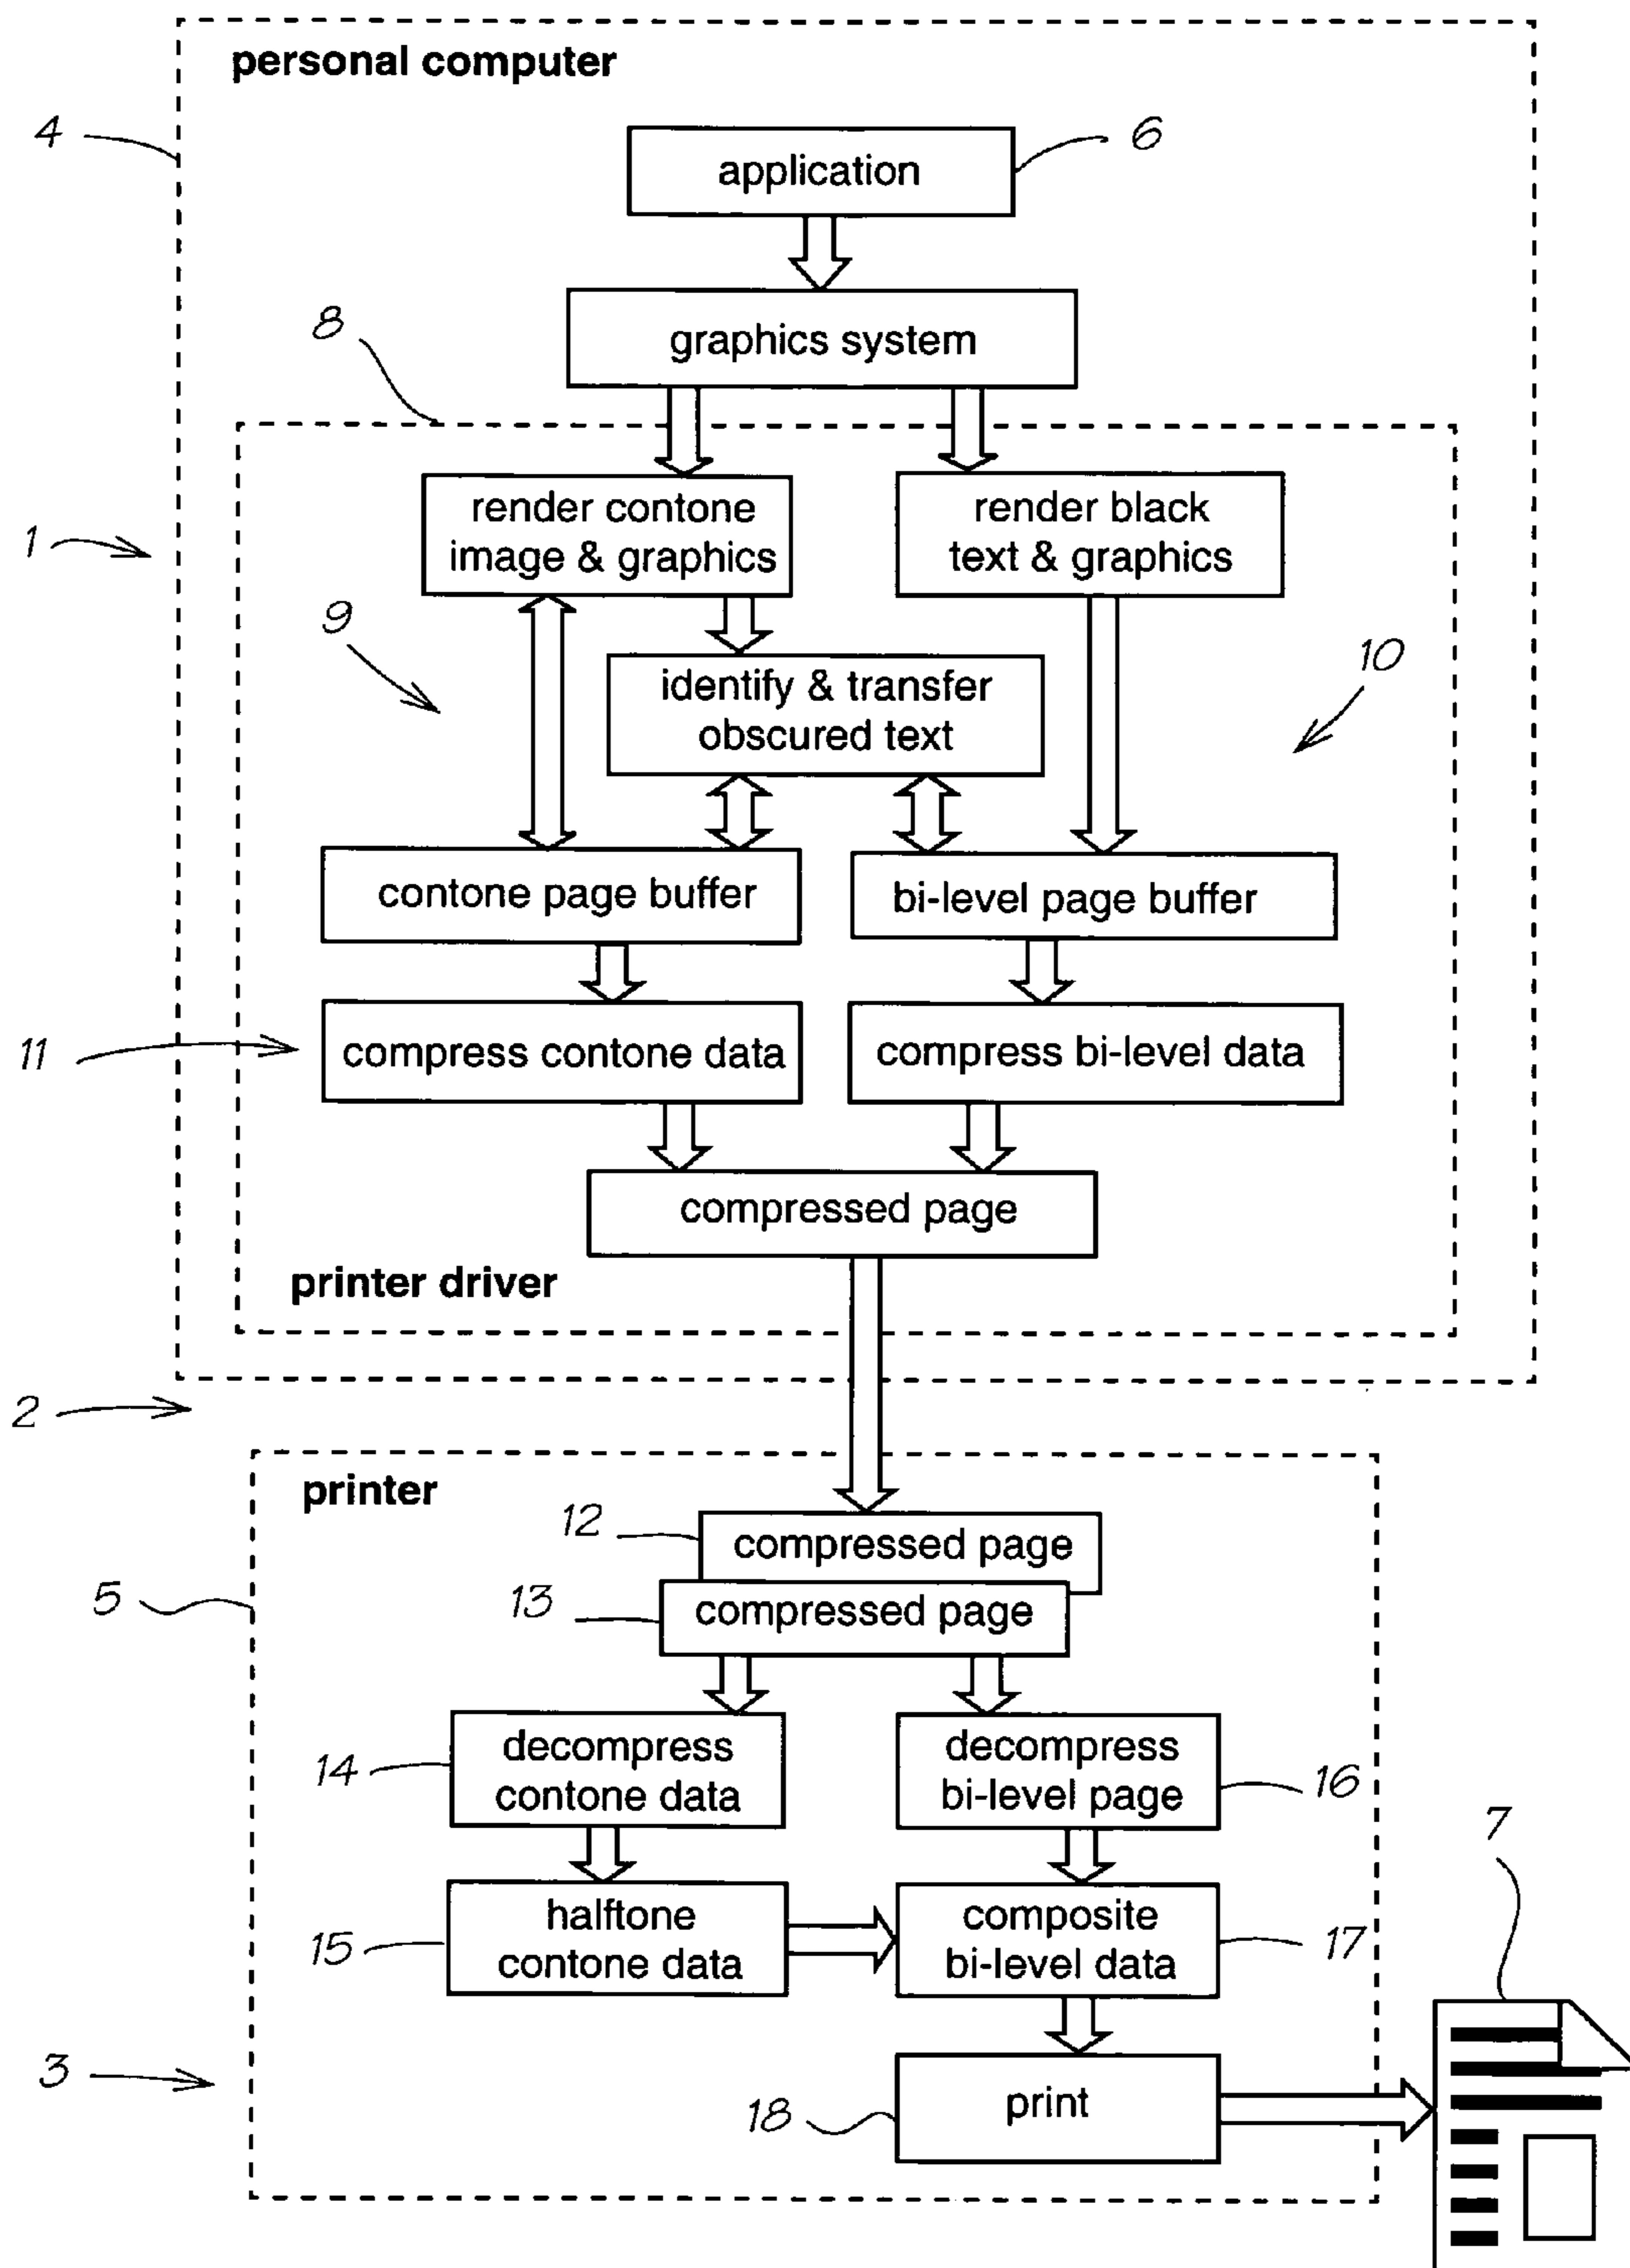 personal computer
4
6
application
8
graphics system
1
render contone
image & graphics
render black
text & graphics
9
10
identify & transfer
obscured text
contone page buffer
bi-level page buffer
11
compress contone data
compress bi-level data
compressed page
printer driver
2
printer
12
compressed page
5
13
compressed page
14
decompress
contone data
decompress
bi-level page
16
7
15
halftone
contone data
composite
bi-level data
17
3
18
print